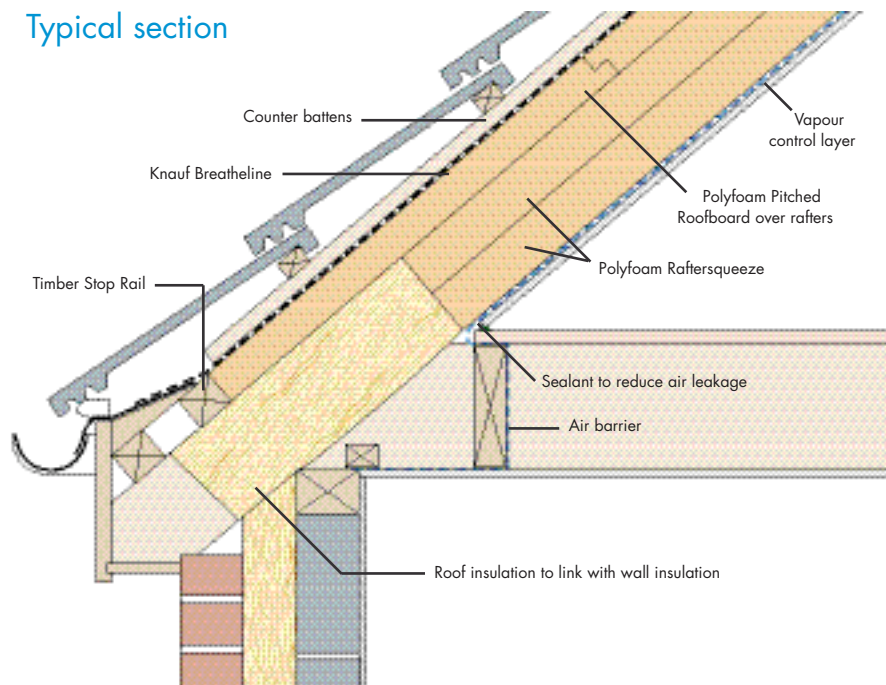 Typical section
Counter battens
Vapour
control layer
Knauf Breatheline
Polyfoam Pitched
Roofboard over rafters
Polyfoam Raftersqueeze
Timber Stop Rail
Sealant to reduce air leakage
Air barrier
Roof insulation to link with wall insulation